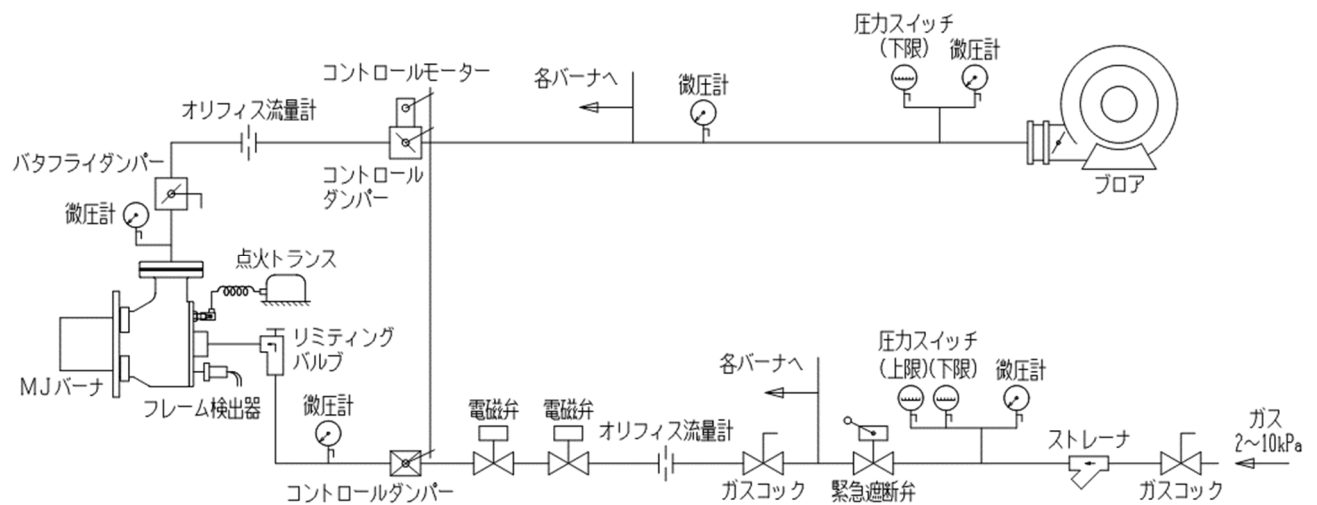 圧力スイッチ
(下限)
微圧計
コントロールモーター
各バーナへ
微圧計
オリフィス流量計
バタフライダンパー
コントロール
ダンパー
ブロア
微圧計
点火トランス
リミティング
バルブ
圧力スイッチ
(上限)(下限)
微圧計
各バーナへ
MJバーナ
フレーム検出器
微圧計
電磁弁
電磁弁
オリフィス流量計
ストレーナ
ガス
2～10kPa
コントロールダンパー
ガスコック
緊急遮断弁
ガスコック